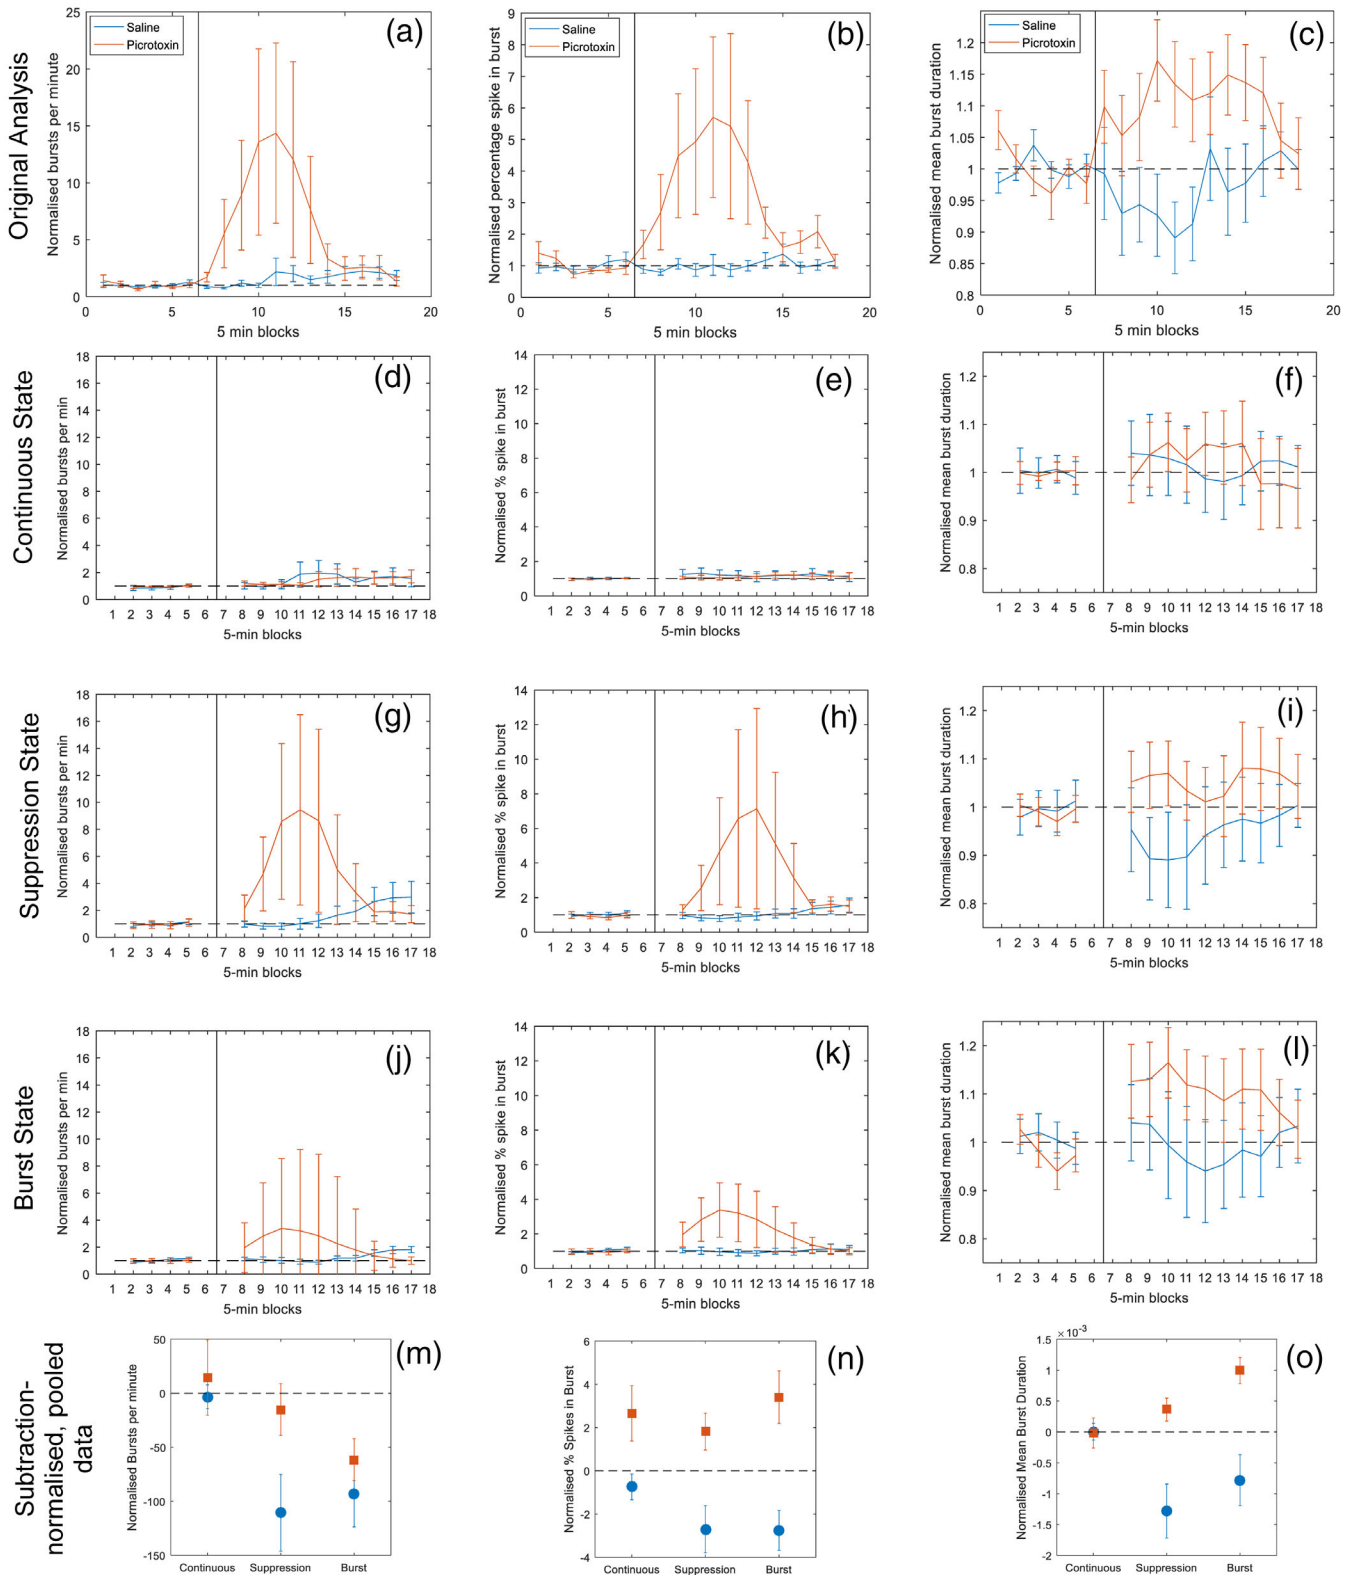 Original Analysis
Saline
Picrotoxin
(a)
Normalised bursts per minute
25
20
15
10
5
0
0 5 10 15 20
5 min blocks
Saline
Picrotoxin
(b)
Normalised percentage spike in burst
9
8
7
6
5
4
3
2
1
0
0 5 10 15 20
5 min blocks
Saline
Picrotoxin
(c)
Normalised mean burst duration
1.2
1.15
1.1
1.05
1
0.95
0.9
0.85
0.8
0 5 10 15 20
5 min blocks
Continuous State
(d)
Normalised bursts per min
18
16
14
12
10
8
6
4
2
0
1 2 3 4 5 6 7 8 9 10 11 12 13 14 15 16 17 18
5-min blocks
(e)
Normalised % spike in burst
14
12
10
8
6
4
2
0
1 2 3 4 5 6 7 8 9 10 11 12 13 14 15 16 17 18
5-min blocks
(f)
Normalised mean burst duration
1.2
1.1
1
0.9
0.8
1 2 3 4 5 6 7 8 9 10 11 12 13 14 15 16 17 18
5-min blocks
Suppression State
(g)
Normalised bursts per min
18
16
14
12
10
8
6
4
2
0
1 2 3 4 5 6 7 8 9 10 11 12 13 14 15 16 17 18
5-min blocks
(h)
Normalised % spike in burst
14
12
10
8
6
4
2
0
1 2 3 4 5 6 7 8 9 10 11 12 13 14 15 16 17 18
5-min blocks
(i)
Normalised mean burst duration
1.2
1.1
1
0.9
0.8
1 2 3 4 5 6 7 8 9 10 11 12 13 14 15 16 17 18
5-min blocks
Burst State
(j)
Normalised bursts per min
18
16
14
12
10
8
6
4
2
0
1 2 3 4 5 6 7 8 9 10 11 12 13 14 15 16 17 18
5-min blocks
(k)
Normalised % spike in burst
14
12
10
8
6
4
2
0
1 2 3 4 5 6 7 8 9 10 11 12 13 14 15 16 17 18
5-min blocks
(l)
Normalised mean burst duration
1.2
1.1
1
0.9
0.8
1 2 3 4 5 6 7 8 9 10 11 12 13 14 15 16 17 18
5-min blocks
Subtraction-
normalised, pooled
data
(m)
Normalised Bursts per minute
50
0
-50
-100
-150
Continuous Suppression Burst
(n)
Normalised % Spikes in Burst
6
4
2
0
-2
-4
Continuous Suppression Burst
(o)
Normalised Mean Burst Duration
×10⁻³
1.5
1
0.5
0
-0.5
-1
-1.5
-2
Continuous Suppression Burst